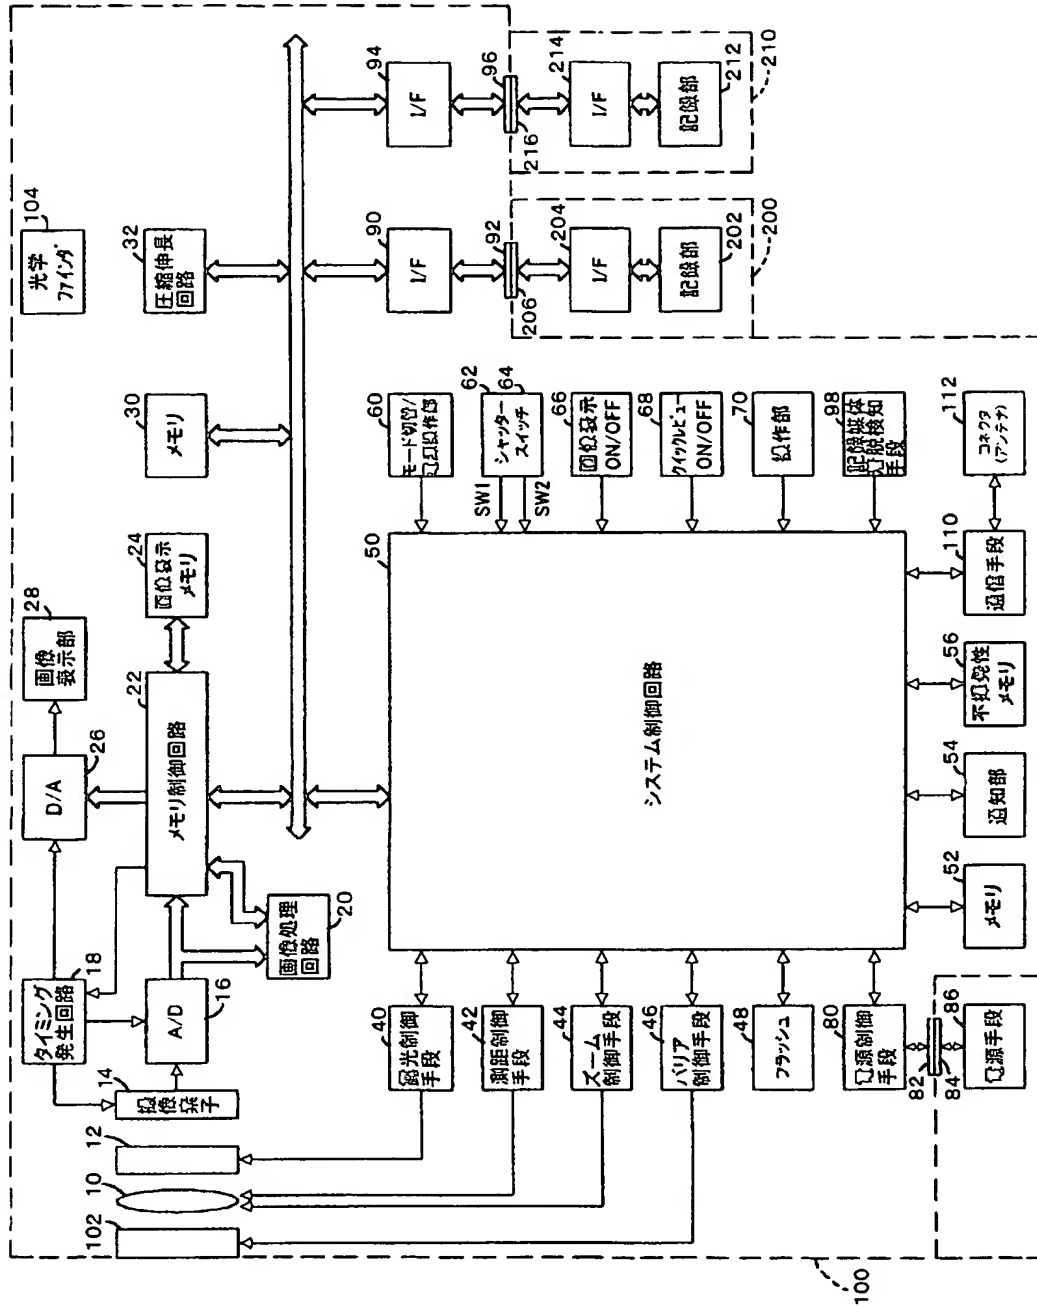 104
光学
ファインダ
28
画像
表示部
26
D/A
18
タイミング
発生回路
32
圧縮伸長
回路
30
メモリ
24
画像表示
メモリ
22
メモリ制御回路
16
A/D
14
撮像素子
12
10
102
20
画像処理
回路
94
I/F
96
216
214
I/F
212
記録部
210
90
I/F
92
206
204
I/F
202
記録部
200
60
モード切替/
62
64
シャッター
スイッチ
SW1
SW2
66
画像表示
ON/OFF
68
クイックレビュー
ON/OFF
70
操作部
98
記録媒体
着脱検知
手段
50
システム制御回路
40
露光制御
手段
42
測距制御
手段
44
ズーム
制御手段
46
バリア
制御手段
48
フラッシュ
80
電源制御
手段
82
84
86
電源手段
52
メモリ
54
通知部
56
不揮発性
メモリ
110
通信手段
112
コネクタ
(アンテナ)
100